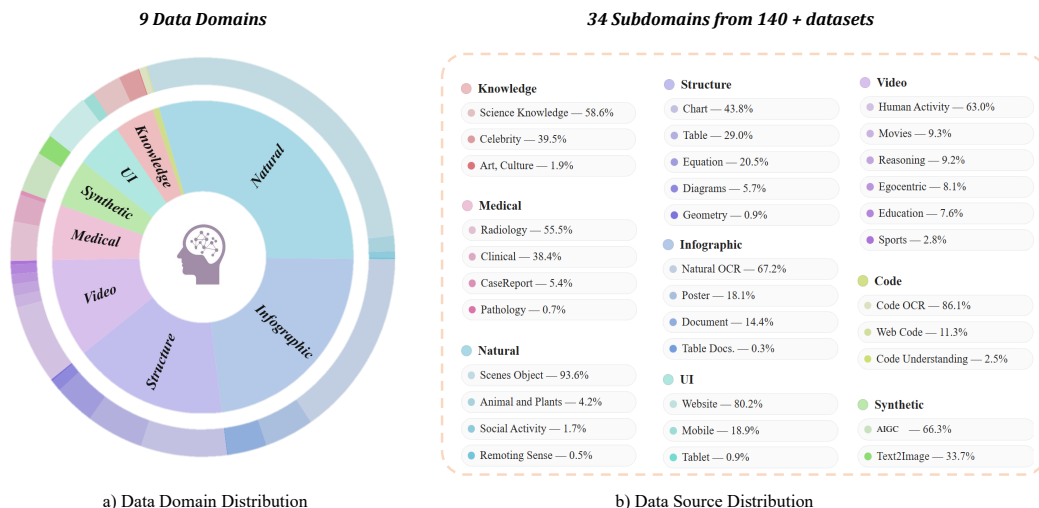 9 Data Domains
34 Subdomains from 140 + datasets
Natural
Infographic
Structure
Video
Medical
Synthetic
UI
Knowledge
Knowledge
Science Knowledge — 58.6%
Celebrity — 39.5%
Art, Culture — 1.9%
Medical
Radiology — 55.5%
Clinical — 38.4%
CaseReport — 5.4%
Pathology — 0.7%
Natural
Scenes Object — 93.6%
Animal and Plants — 4.2%
Social Activity — 1.7%
Remoting Sense — 0.5%
Structure
Chart — 43.8%
Table — 29.0%
Equation — 20.5%
Diagrams — 5.7%
Geometry — 0.9%
Infographic
Natural OCR — 67.2%
Poster — 18.1%
Document — 14.4%
Table Docs. — 0.3%
UI
Website — 80.2%
Mobile — 18.9%
Tablet — 0.9%
Video
Human Activity — 63.0%
Movies — 9.3%
Reasoning — 9.2%
Egocentric — 8.1%
Education — 7.6%
Sports — 2.8%
Code
Code OCR — 86.1%
Web Code — 11.3%
Code Understanding — 2.5%
Synthetic
AIGC — 66.3%
Text2Image — 33.7%
a) Data Domain Distribution
b) Data Source Distribution